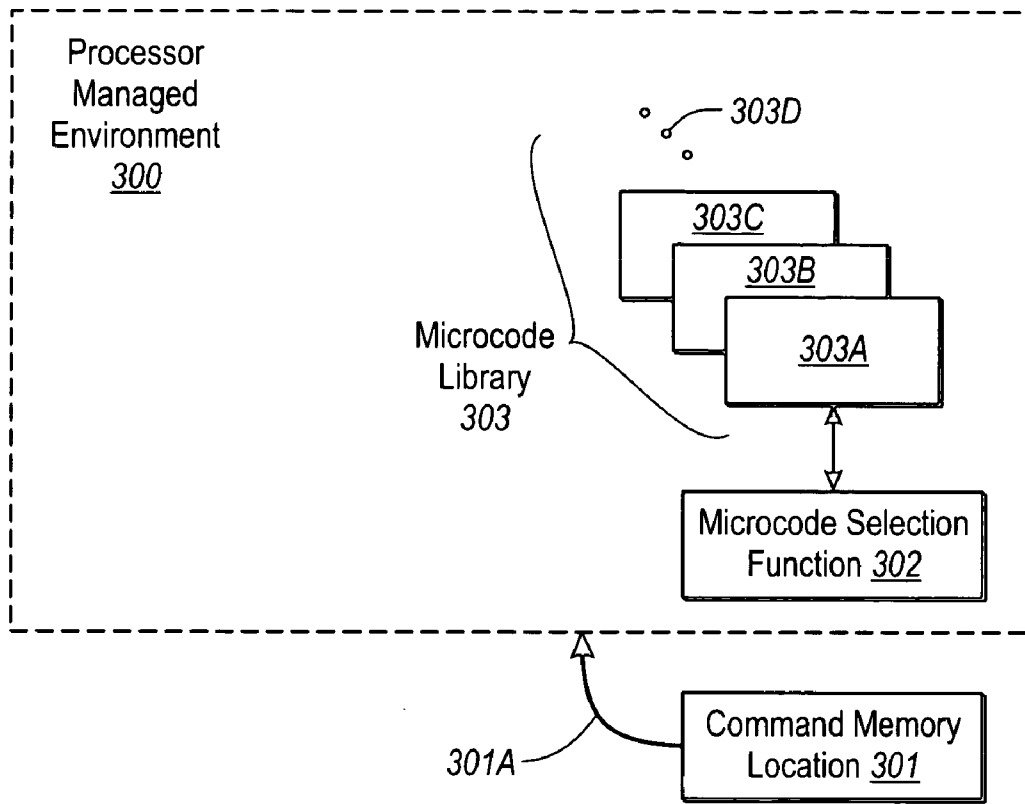 Processor
Managed
Environment
300
303D
303C
303B
303A
Microcode
Library
303
Microcode Selection
Function 302
301A
Command Memory
Location 301